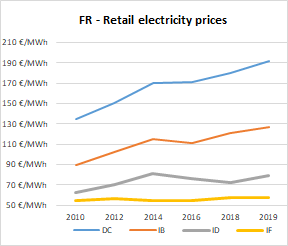 FR - Retail electricity prices
210 €/MWh
190 €/MWh
170 €/MWh
150 €/MWh
130 €/MWh
110 €/MWh
90 €/MWh
70 €/MWh
50 €/MWh
2010 2012 2014 2016 2018 2019
DC IB ID IF